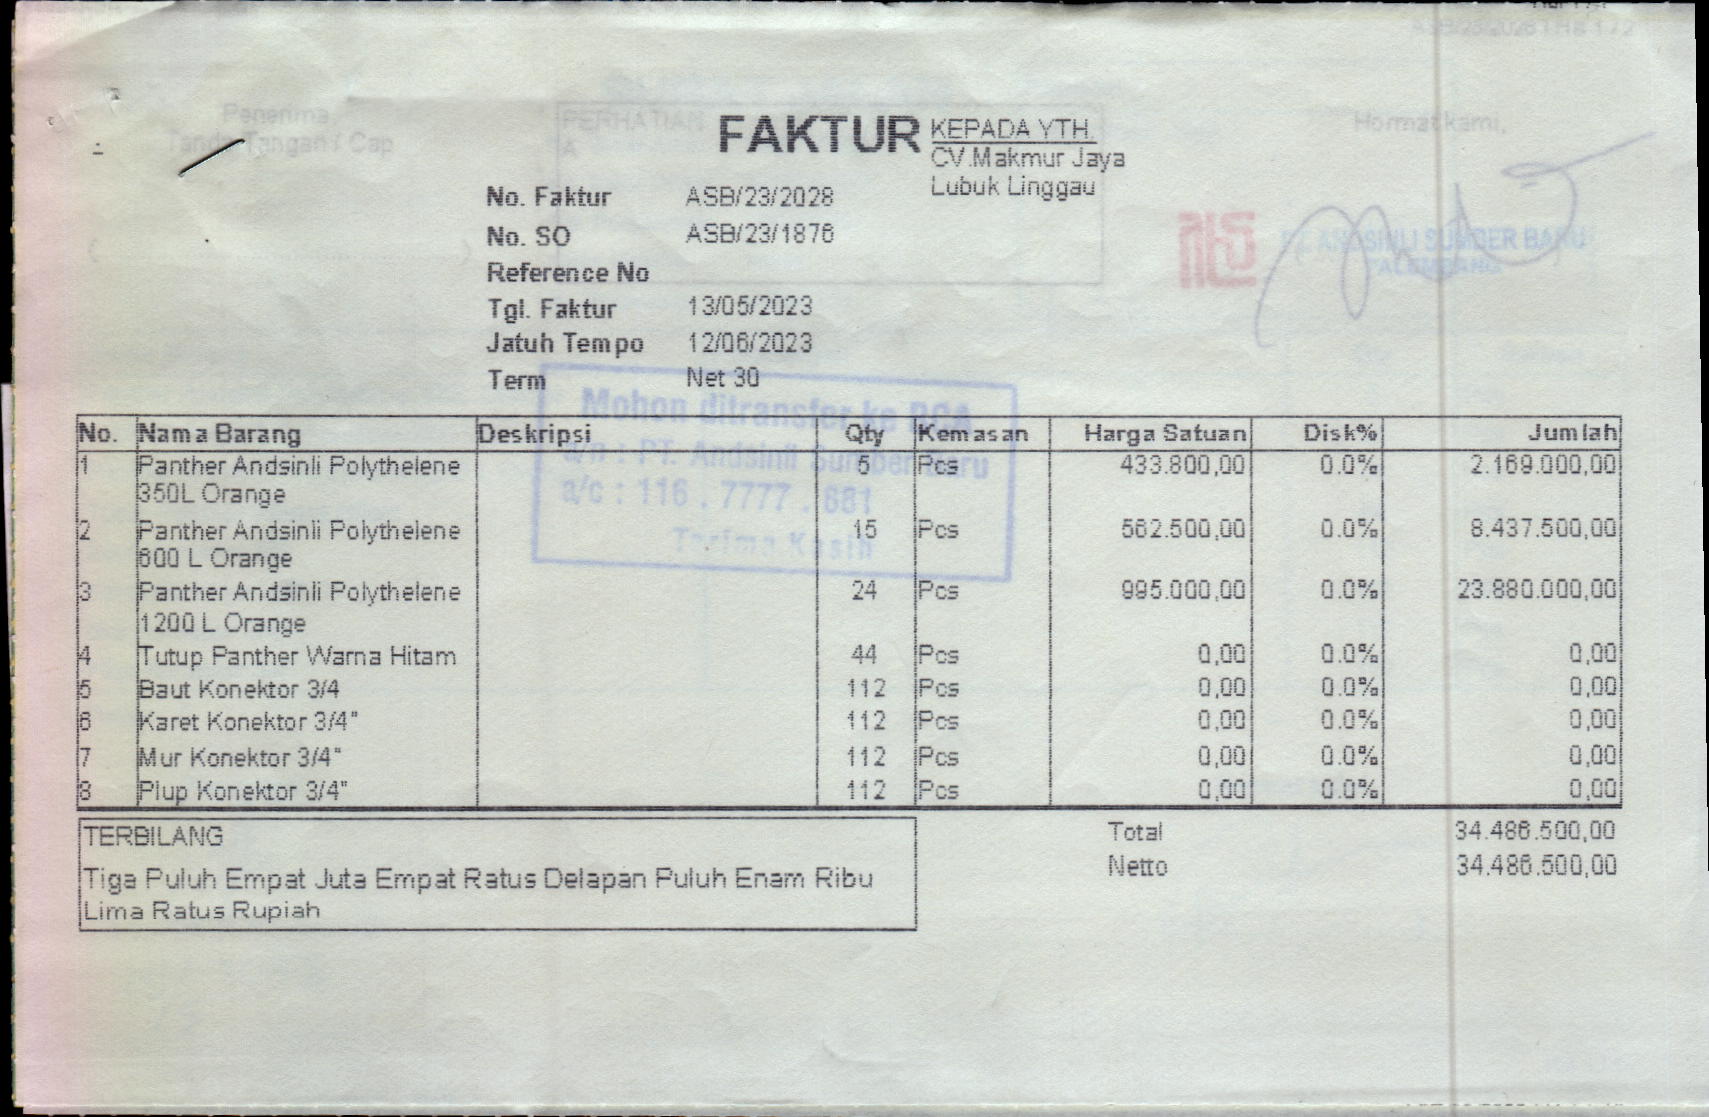 Penerima,
Tanda Tangan / Cap
PERHATIAN
FAKTUR
KEPADA YTH.
CV.Makmur Jaya
Lubuk Linggau
Hormat kami,
PT. ANDSINLI SUMBER BARU
PALEMBANG
No. Faktur ASB/23/2028
No. SO ASB/23/1876
Reference No
Tgl. Faktur 13/05/2023
Jatuh Tempo 12/06/2023
Term Net 30
Mohon ditransfer ke BCA
a/n : PT. Andsinli Sumber Baru
a/c : 116 . 7777 . 681
Terima Kasih
No. Nama Barang Deskripsi Qty Kemasan Harga Satuan Disk% Jumlah
1 Panther Andsinli Polythelene 5 Pcs 433.800,00 0.0% 2.169.000,00
350L Orange
2 Panther Andsinli Polythelene 15 Pcs 562.500,00 0.0% 8.437.500,00
600 L Orange
3 Panther Andsinli Polythelene 24 Pcs 995.000,00 0.0% 23.880.000,00
1200 L Orange
4 Tutup Panther Warna Hitam 44 Pcs 0,00 0.0% 0,00
5 Baut Konektor 3/4 112 Pcs 0,00 0.0% 0,00
6 Karet Konektor 3/4" 112 Pcs 0,00 0.0% 0,00
7 Mur Konektor 3/4" 112 Pcs 0,00 0.0% 0,00
8 Plup Konektor 3/4" 112 Pcs 0,00 0.0% 0,00
TERBILANG
Tiga Puluh Empat Juta Empat Ratus Delapan Puluh Enam Ribu
Lima Ratus Rupiah
Total 34.486.500,00
Netto 34.486.500,00